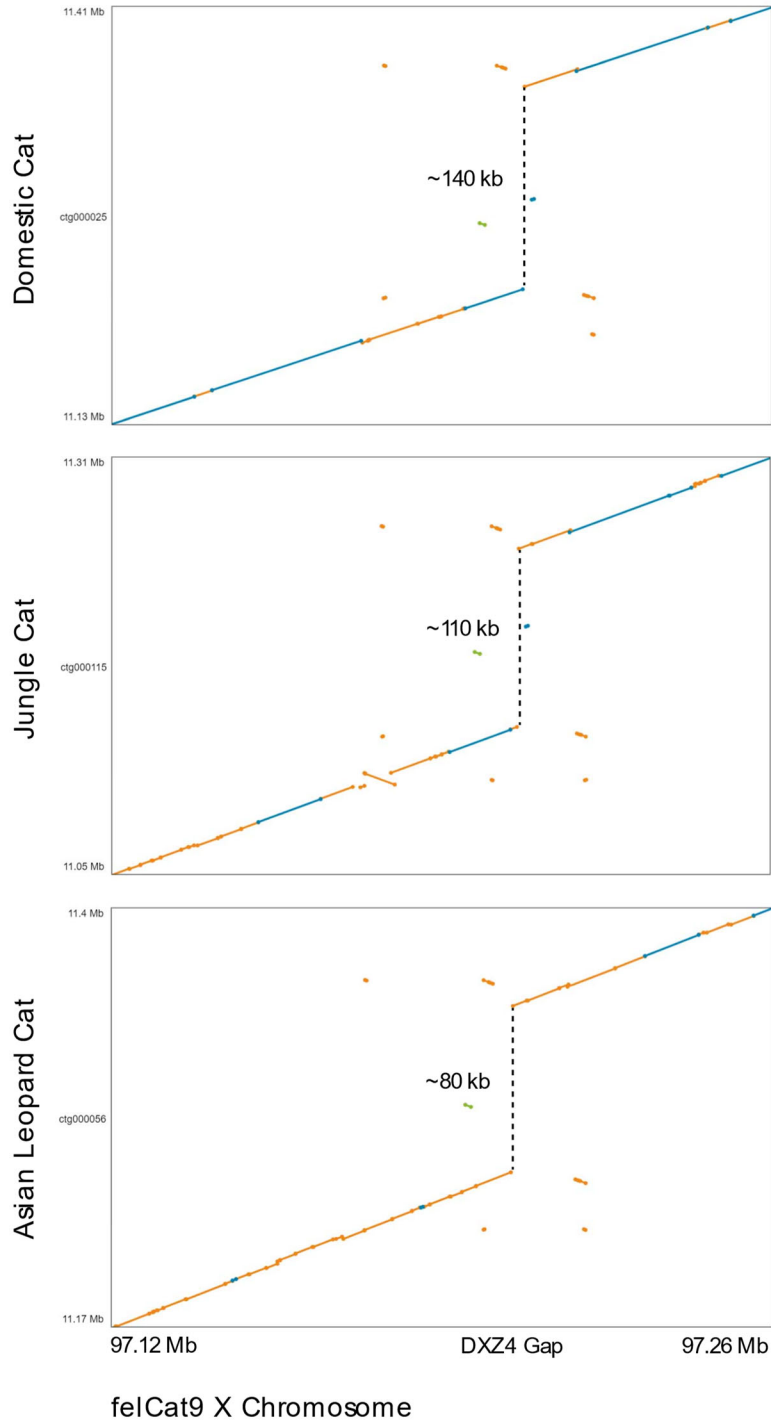 11.41 Mb
Domestic Cat
~140 kb
ctg000025
11.13 Mb
11.31 Mb
Jungle Cat
~110 kb
ctg000115
11.05 Mb
11.4 Mb
Asian Leopard Cat
~80 kb
ctg000056
11.17 Mb
97.12 Mb DXZ4 Gap 97.26 Mb
felCat9 X Chromosome